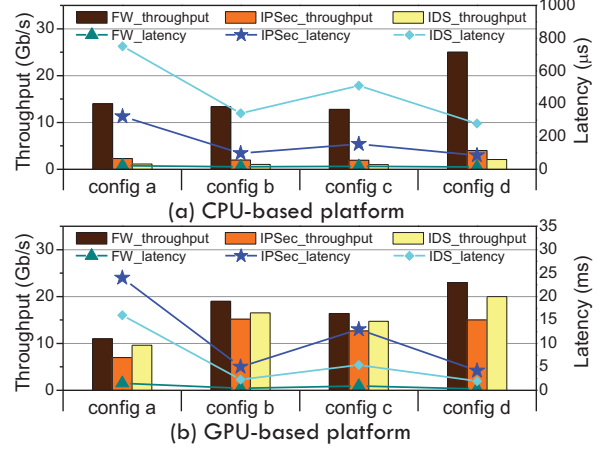 FW_throughput IPSec_throughput IDS_throughput
FW_latency IPSec_latency IDS_latency
Throughput (Gb/s)
30
20
10
0
1000
800
600
400
200
0
Latency (μs)
config a config b config c config d
(a) CPU-based platform
FW_throughput IPSec_throughput IDS_throughput
FW_latency IPSec_latency IDS_latency
Throughput (Gb/s)
30
20
10
0
35
30
25
20
15
10
5
0
Latency (ms)
config a config b config c config d
(b) GPU-based platform